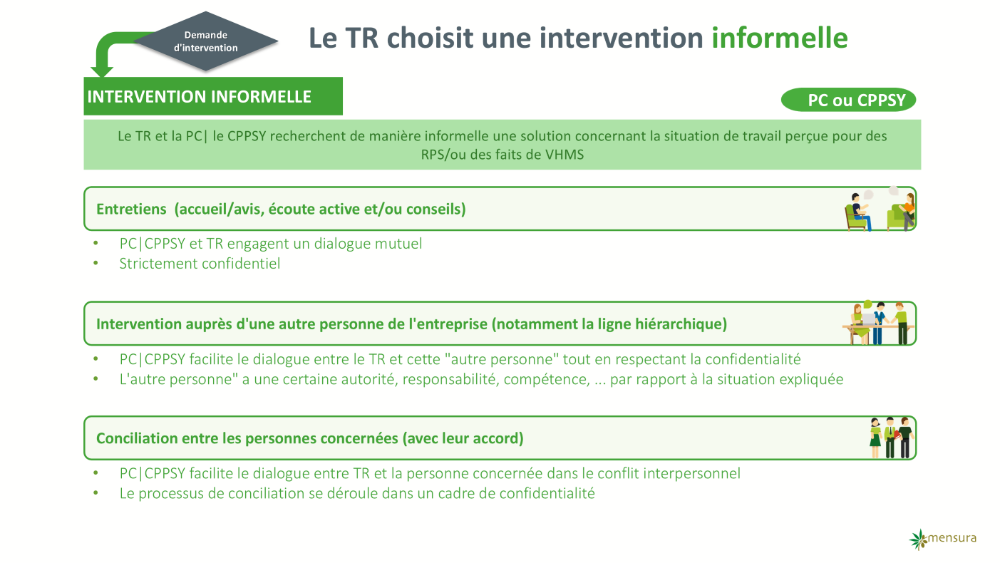 Demande
d'intervention
Le TR choisit une intervention informelle
INTERVENTION INFORMELLE
PC ou CPPSY
Le TR et la PC| le CPPSY recherchent de manière informelle une solution concernant la situation de travail perçue pour des
RPS/ou des faits de VHMS
Entretiens (accueil/avis, écoute active et/ou conseils)
• PC|CPPSY et TR engagent un dialogue mutuel
• Strictement confidentiel
Intervention auprès d'une autre personne de l'entreprise (notamment la ligne hiérarchique)
• PC|CPPSY facilite le dialogue entre le TR et cette "autre personne" tout en respectant la confidentialité
• L'autre personne" a une certaine autorité, responsabilité, compétence, ... par rapport à la situation expliquée
Conciliation entre les personnes concernées (avec leur accord)
• PC|CPPSY facilite le dialogue entre TR et la personne concernée dans le conflit interpersonnel
• Le processus de conciliation se déroule dans un cadre de confidentialité
mensura